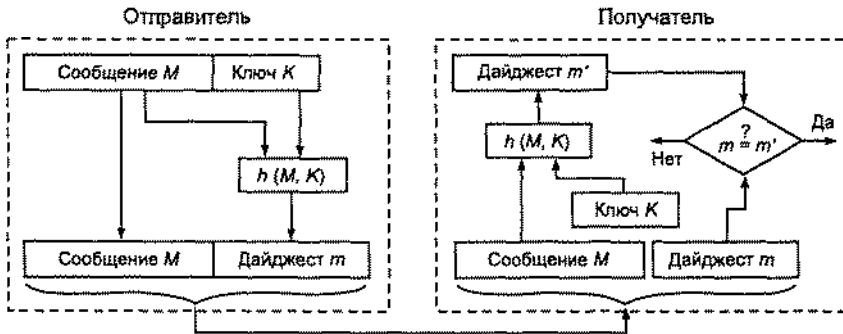 Отправитель
Сообщение M
Ключ K
h (M, K)
Сообщение M
Дайджест m
Получатель
Дайджест m'
h (M, K)
Ключ K
?
m = m'
Нет
Да
Сообщение M
Дайджест m